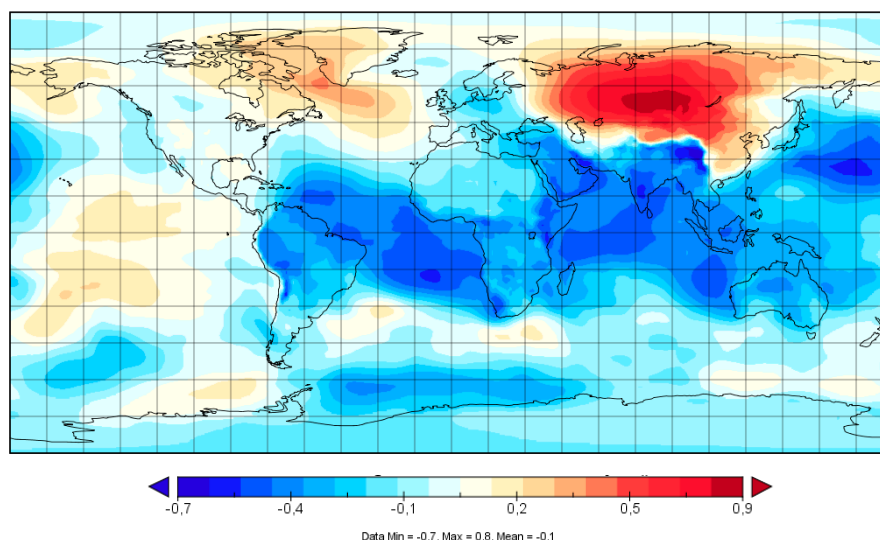 -0,7 -0,4 -0,1 0,2 0,5 0,9
Data Min = -0.7, Max = 0.8, Mean = -0.1